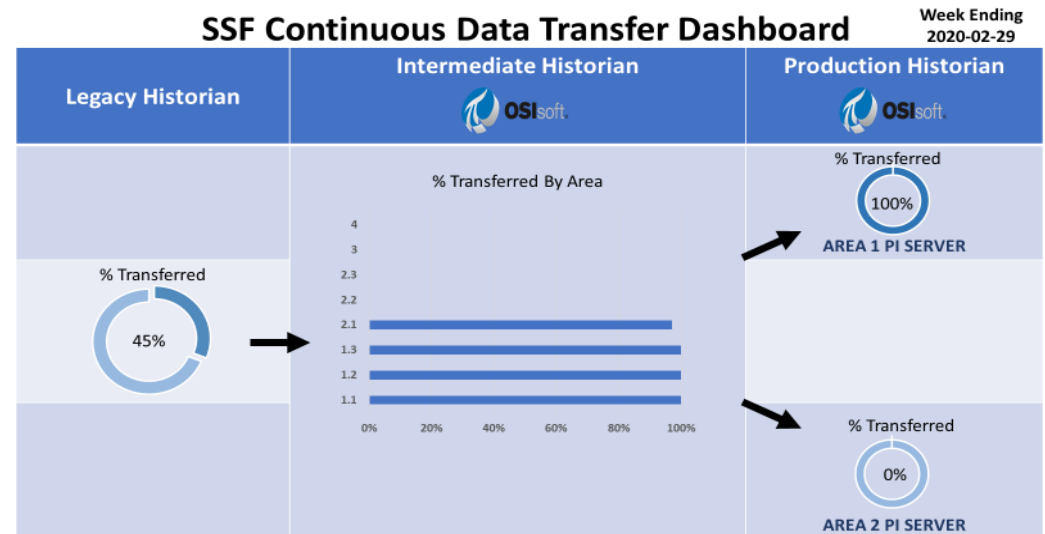 SSF Continuous Data Transfer Dashboard
Week Ending
2020-02-29
Legacy Historian
Intermediate Historian
OSIsoft.
Production Historian
OSIsoft.
% Transferred
45%
% Transferred By Area
4
3
2.3
2.2
2.1
1.3
1.2
1.1
0% 20% 40% 60% 80% 100%
% Transferred
100%
AREA 1 PI SERVER
% Transferred
0%
AREA 2 PI SERVER